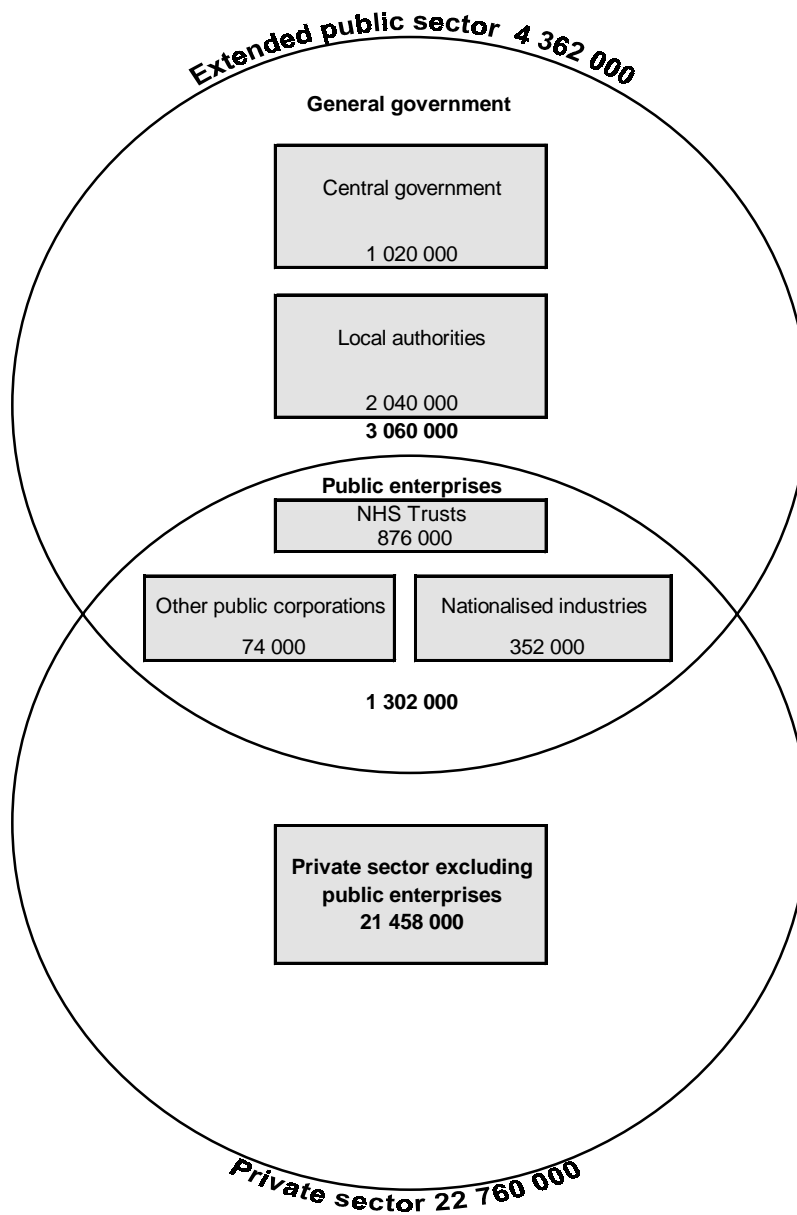 Extended public sector 4 362 000
General government
Central government
1 020 000
Local authorities
2 040 000
3 060 000
Public enterprises
NHS Trusts
876 000
Other public corporations
74 000
Nationalised industries
352 000
1 302 000
Private sector excluding
public enterprises
21 458 000
Private sector 22 760 000